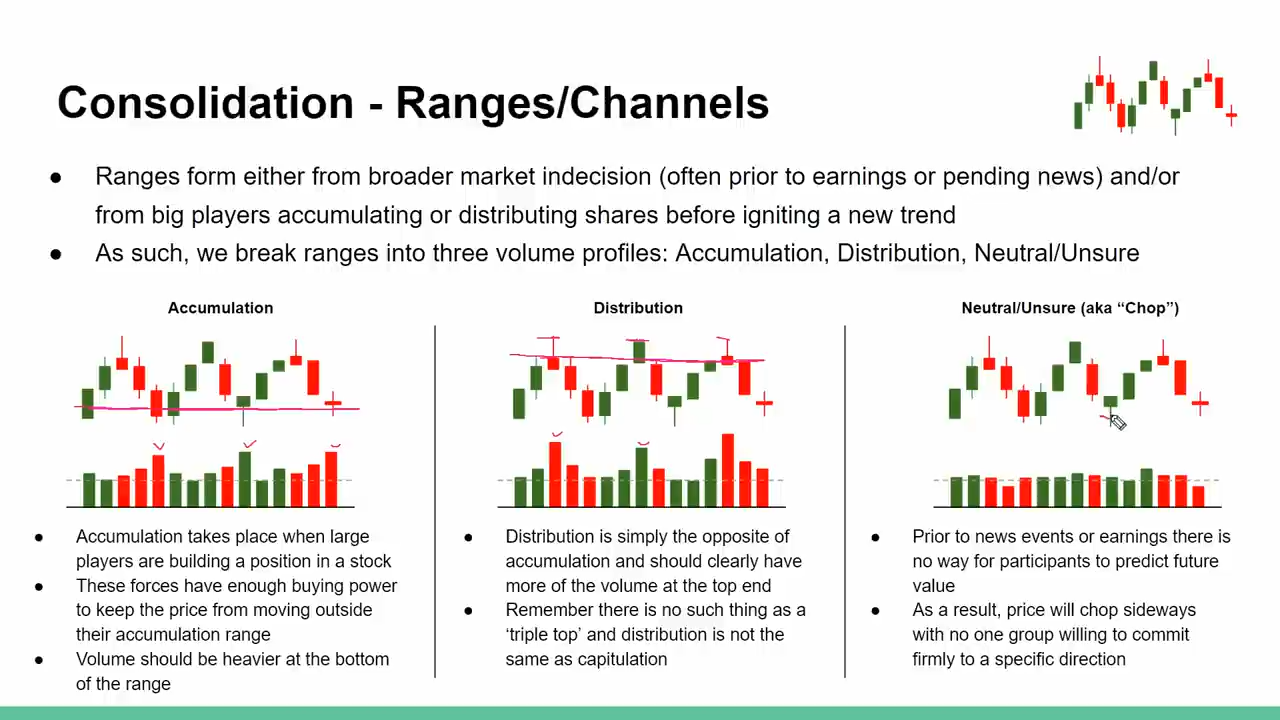 Consolidation - Ranges/Channels
● Ranges form either from broader market indecision (often prior to earnings or pending news) and/or
from big players accumulating or distributing shares before igniting a new trend
● As such, we break ranges into three volume profiles: Accumulation, Distribution, Neutral/Unsure
Accumulation
● Accumulation takes place when large
players are building a position in a stock
● These forces have enough buying power
to keep the price from moving outside
their accumulation range
● Volume should be heavier at the bottom
of the range
Distribution
● Distribution is simply the opposite of
accumulation and should clearly have
more of the volume at the top end
● Remember there is no such thing as a
‘triple top’ and distribution is not the
same as capitulation
Neutral/Unsure (aka “Chop”)
● Prior to news events or earnings there is
no way for participants to predict future
value
● As a result, price will chop sideways
with no one group willing to commit
firmly to a specific direction